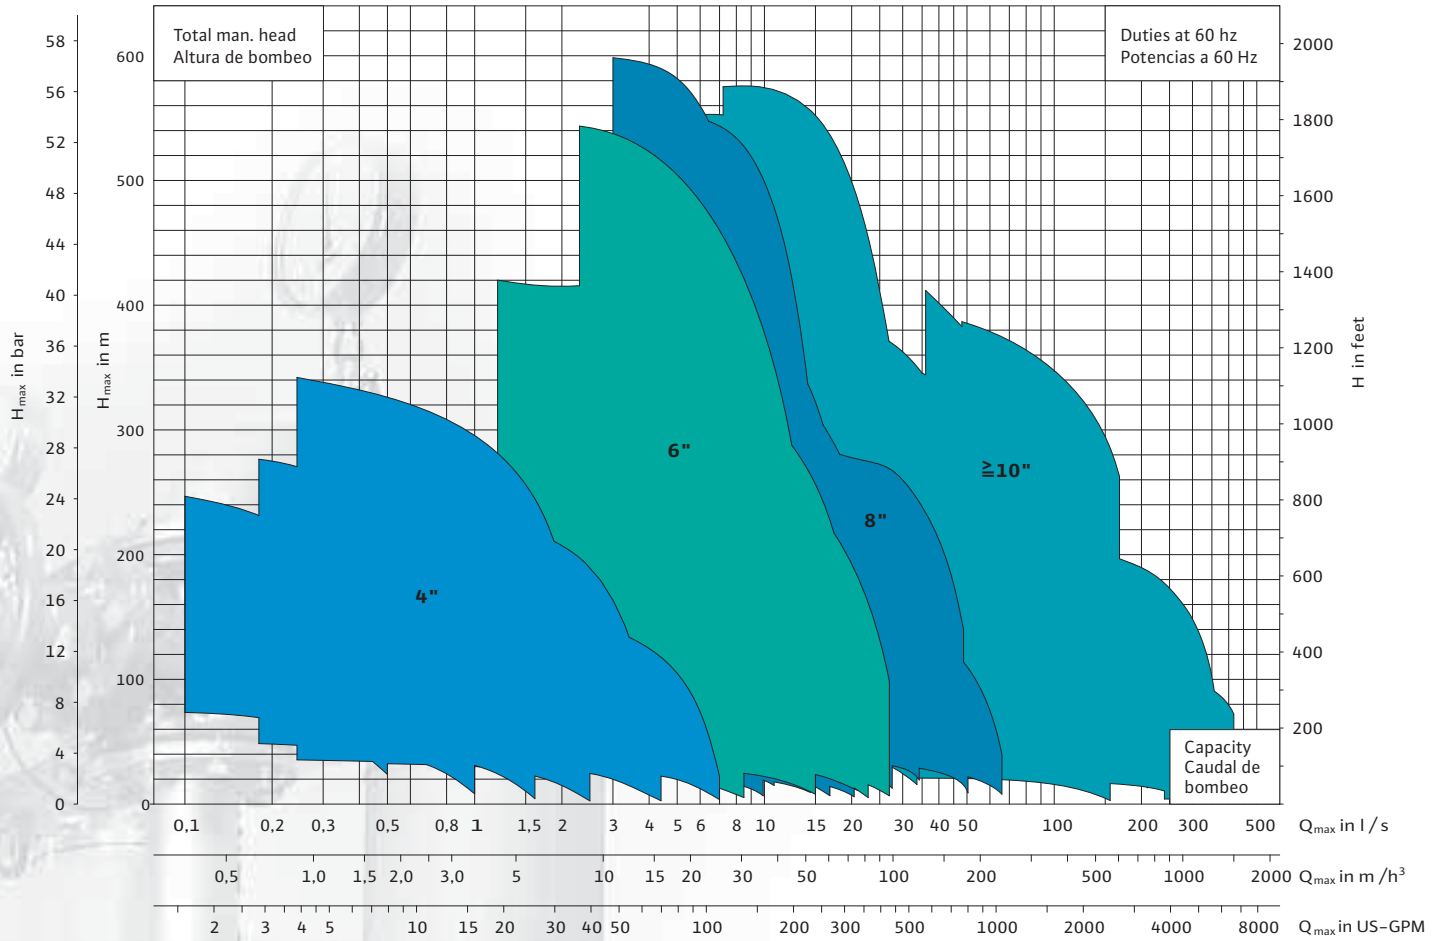 Total man. head
Altura de bombeo
Duties at 60 hz
Potencias a 60 Hz
58
56
52
48
44
40
36
32
28
24
20
16
12
8
4
0
H max in bar
600
500
400
300
200
100
0
H max in m
2000
1800
1600
1400
1200
1000
800
600
400
200
H in feet
4"
6"
8"
≧10"
Capacity
Caudal de
bombeo
0,1 0,2 0,3 0,5 0,8 1 1,5 2 3 4 5 6 8 10 15 20 30 40 50 100 200 300 500 Q max in l / s
0,5 1,0 1,5 2,0 3,0 5 10 15 20 30 50 100 200 500 1000 2000 Q max in m /h³
2 3 4 5 10 15 20 30 40 50 100 200 300 500 1000 2000 4000 8000 Q max in US-GPM